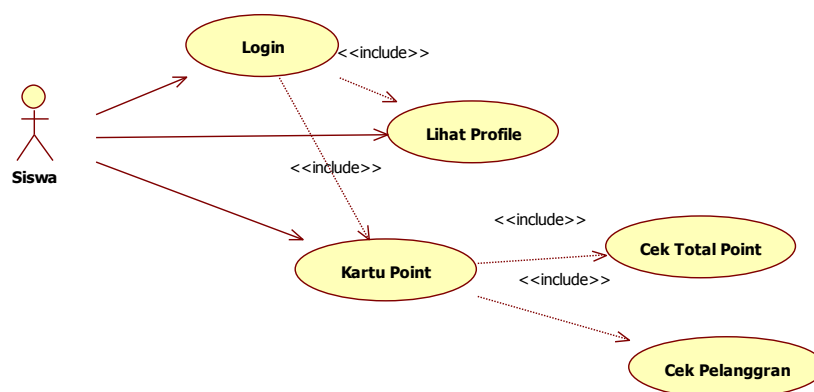 Login
<<include>>
Lihat Profile
<<include>>
Siswa
<<include>>
Cek Total Point
Kartu Point
<<include>>
Cek Pelanggran